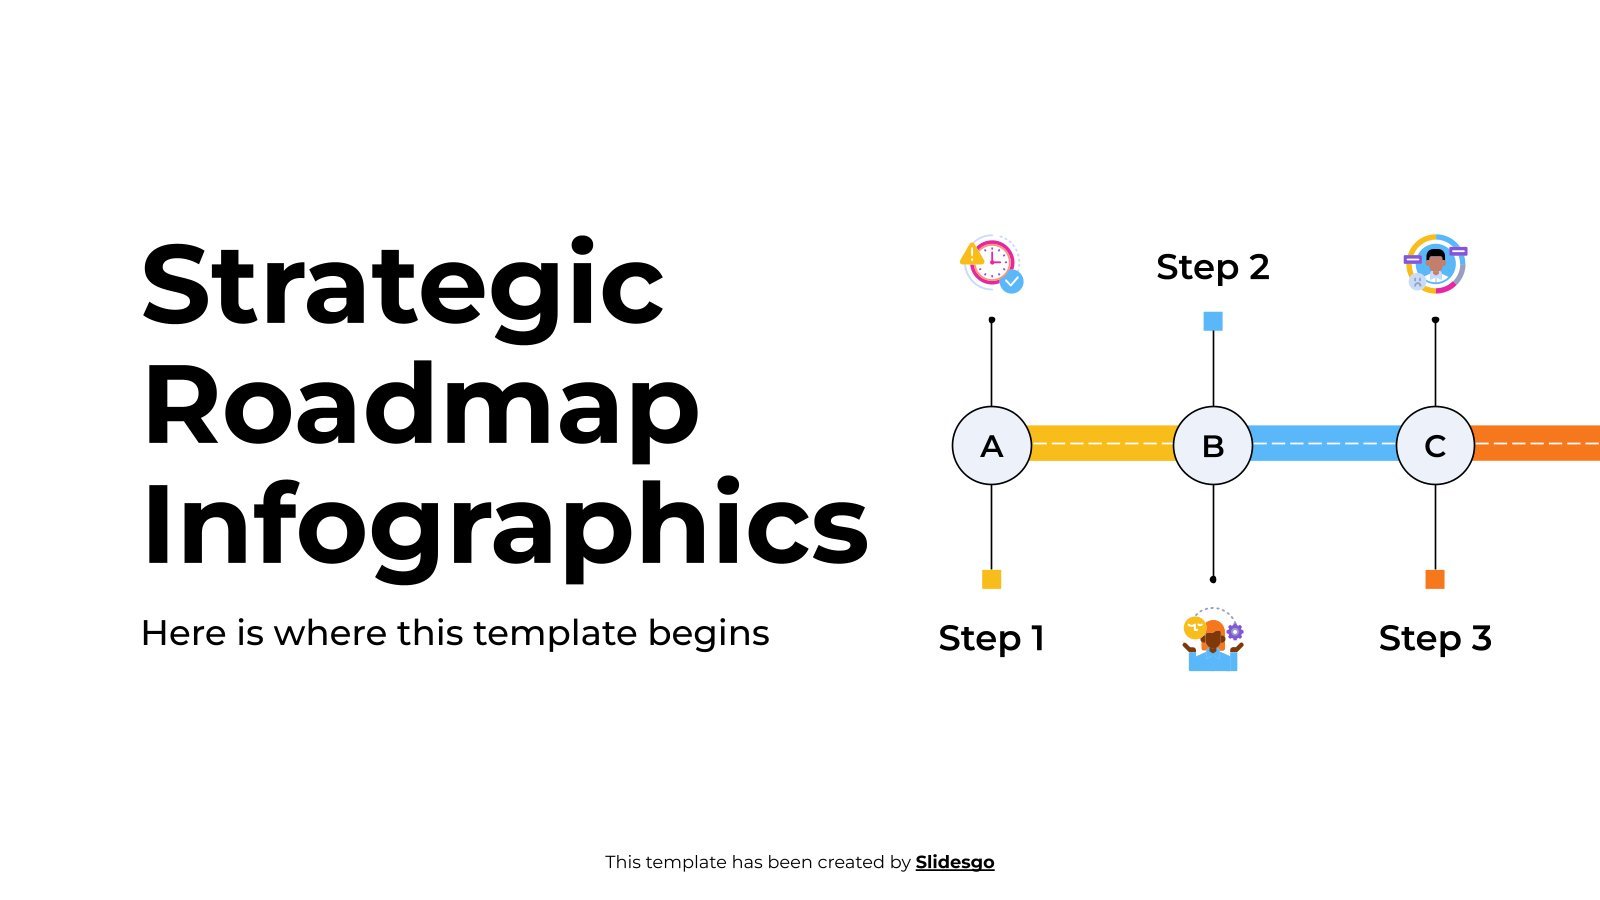 Strategic
Roadmap
Infographics
Here is where this template begins
Step 2
A
B
C
Step 1
Step 3
This template has been created by Slidesgo